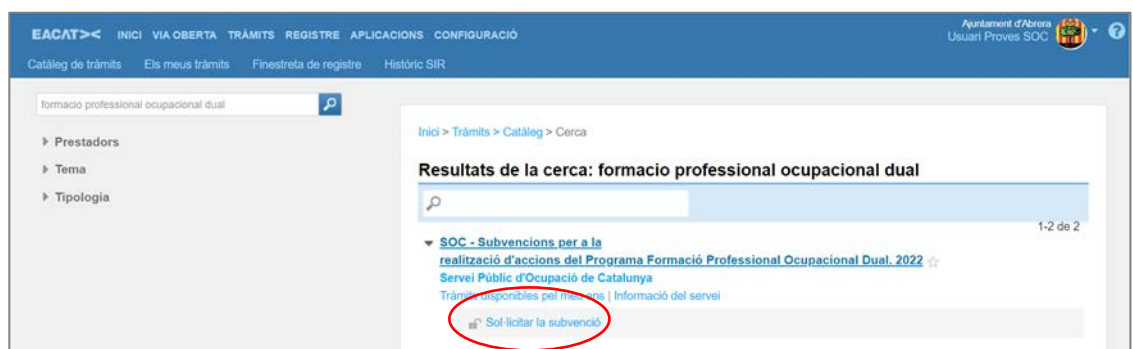 EACAT>< INICI VIA OBERTA TRÀMITS REGISTRE APLICACIONS CONFIGURACIÓ
Ajuntament d'Abrera
Usuari Proves SOC
?
Catàleg de tràmits Els meus tràmits Finestreta de registre Històric SIR
formacio professional ocupacional dual
Prestadors
Tema
Tipologia
Inici > Tràmits > Catàleg > Cerca
Resultats de la cerca: formacio professional ocupacional dual
1-2 de 2
SOC - Subvencions per a la
realització d'accions del Programa Formació Professional Ocupacional Dual. 2022
Servei Públic d'Ocupació de Catalunya
Tràmits disponibles pel meu ens | Informació del servei
Sol·licitar la subvenció